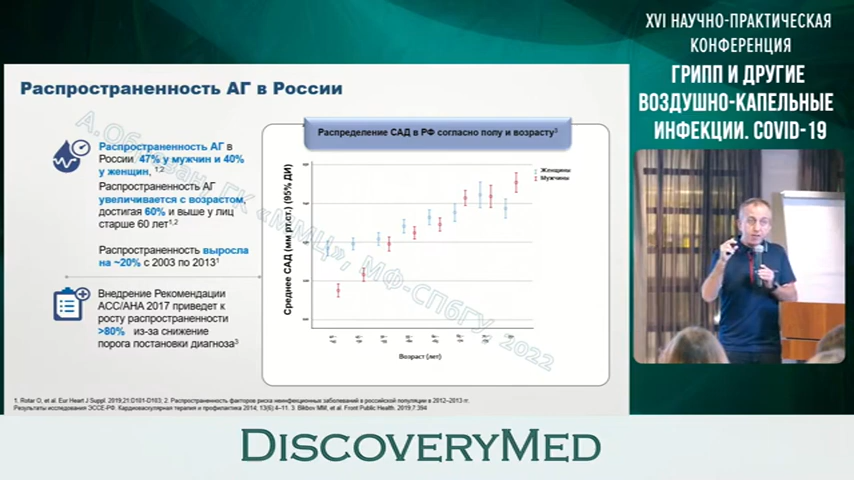 XVI НАУЧНО-ПРАКТИЧЕСКАЯ
КОНФЕРЕНЦИЯ
ГРИПП И ДРУГИЕ
ВОЗДУШНО-КАПЕЛЬНЫЕ
ИНФЕКЦИИ. COVID-19
Распространенность АГ в России
Распространенность АГ в
России 47% у мужчин и 40%
у женщин, 1,2
Распространенность АГ
увеличивается с возрастом,
достигая 60% и выше у лиц
старше 60 лет1,2
Распространенность выросла
на ~20% с 2003 по 20131
Внедрение Рекомендации
ACC/AHA 2017 приведет к
росту распространенности
>80% из-за снижение
порога постановки диагноза3
Распределение САД в РФ согласно полу и возрасту3
Женщины
Мужчины
Среднее САД (мм рт.ст.) (95% ДИ)
Возраст (лет)
ГК «ММЦ», МФ-СПбГУ, 2022
1. Rotar O, et al. Eur Heart J Suppl. 2019;21:D101-D103; 2. Распространенность факторов риска неинфекционных заболеваний в российской популяции в 2012–2013 гг.
Результаты исследования ЭССЕ-РФ. Кардиоваскулярная терапия и профилактика 2014; 13(6):4–11. 3. Bikbov MM, et al. Front Public Health. 2019;7:394
DISCOVERYMED